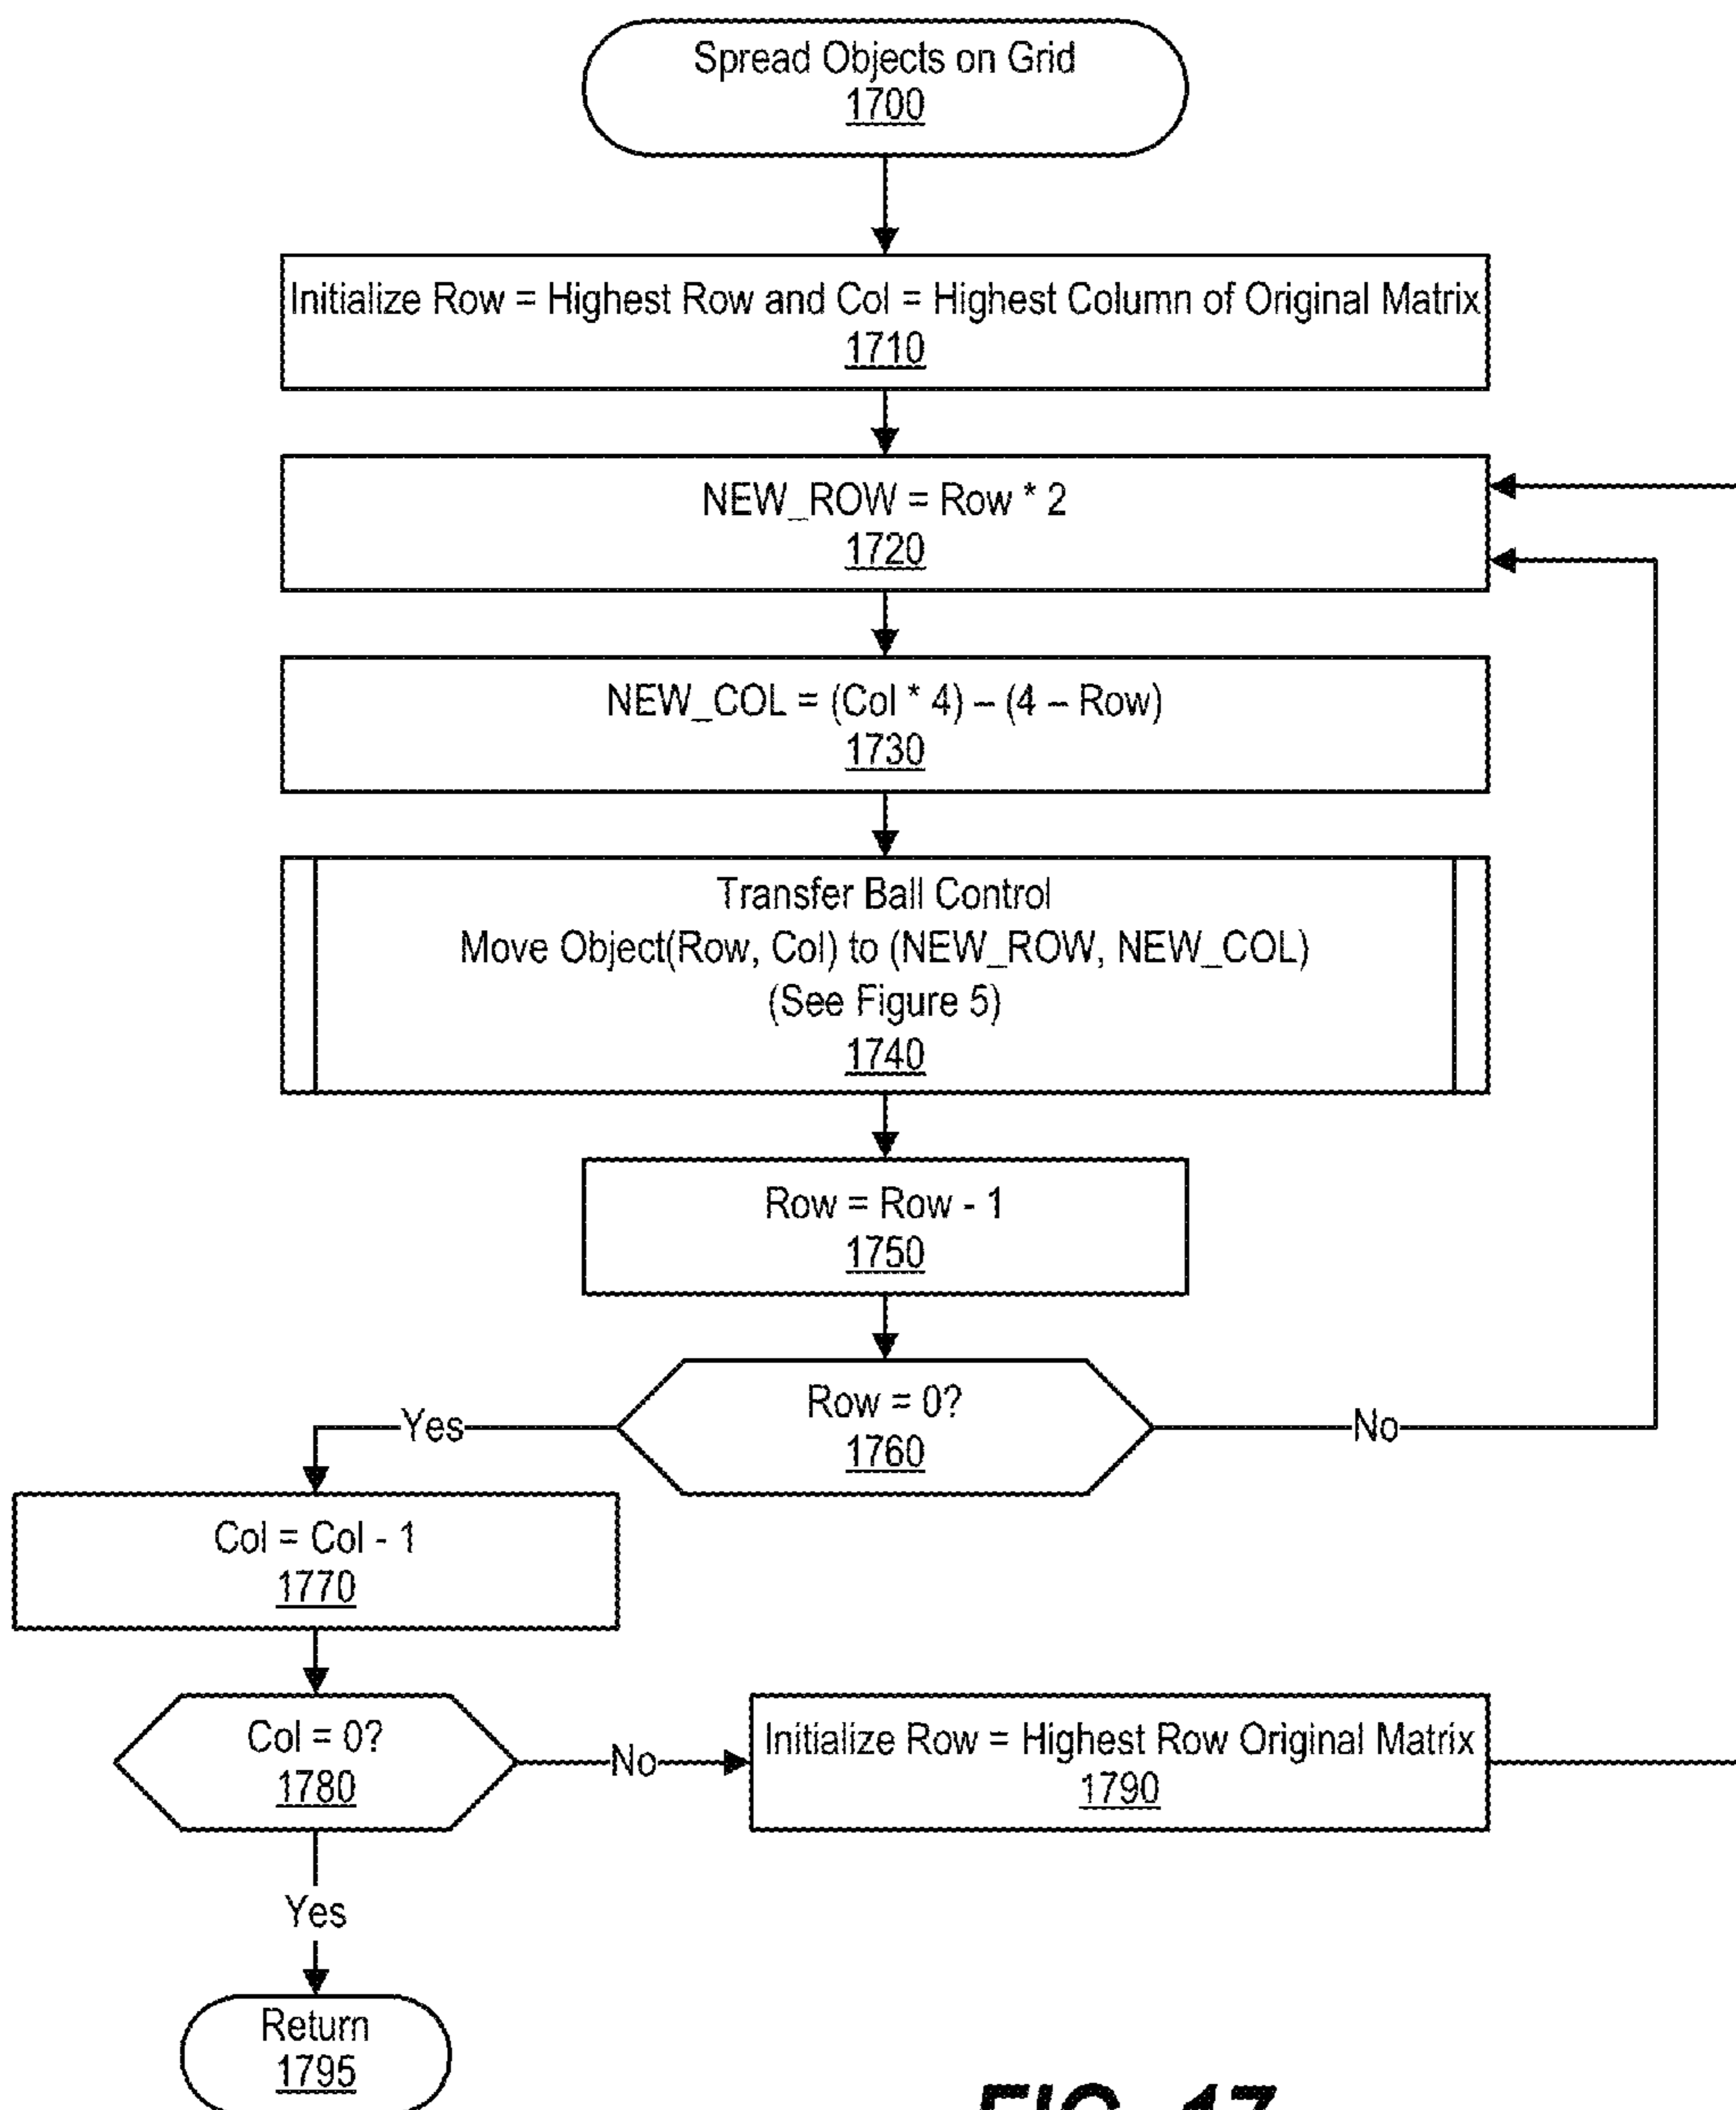 Spread Objects on Grid
1700
Initialize Row = Highest Row and Col = Highest Column of Original Matrix
1710
NEW_ROW = Row * 2
1720
NEW_COL = (Col * 4) – (4 – Row)
1730
Transfer Ball Control
Move Object(Row, Col) to (NEW_ROW, NEW_COL)
(See Figure 5)
1740
Row = Row - 1
1750
Row = 0?
1760
Yes
No
Col = Col - 1
1770
Col = 0?
1780
No
Initialize Row = Highest Row Original Matrix
1790
Yes
Return
1795
FIG. 17